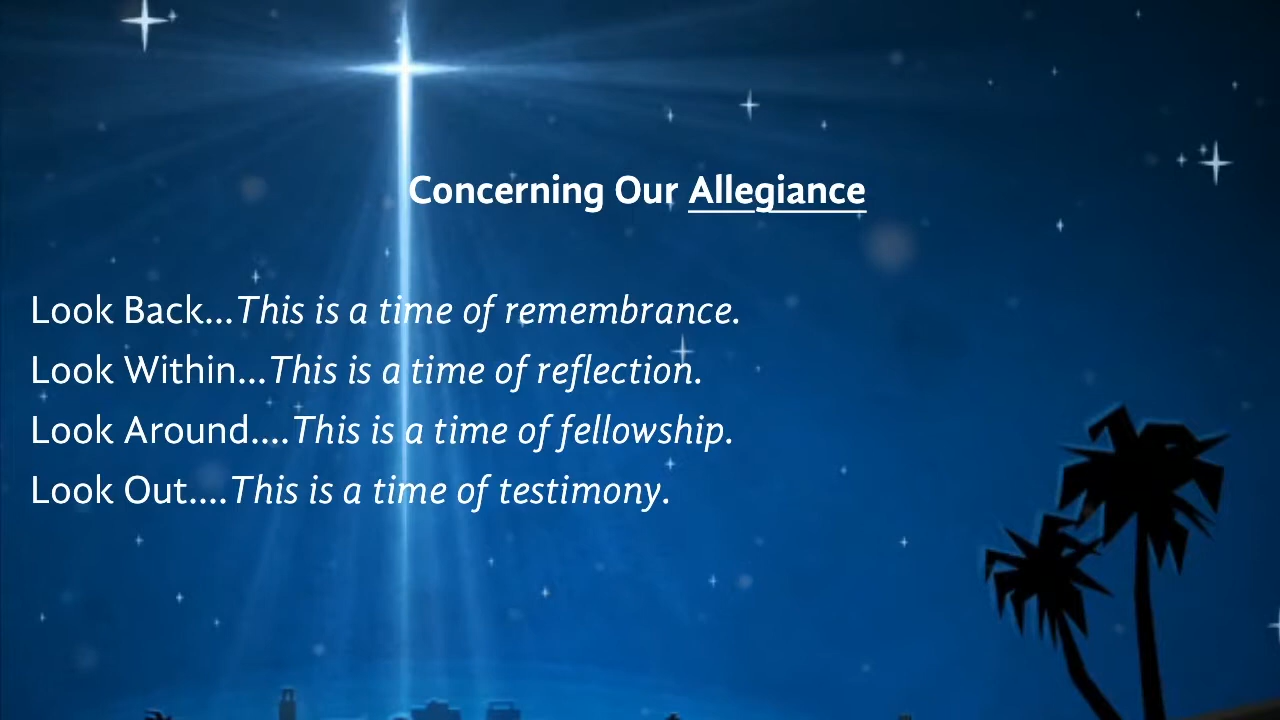 Concerning Our Allegiance
Look Back...This is a time of remembrance.
Look Within...This is a time of reflection.
Look Around....This is a time of fellowship.
Look Out....This is a time of testimony.